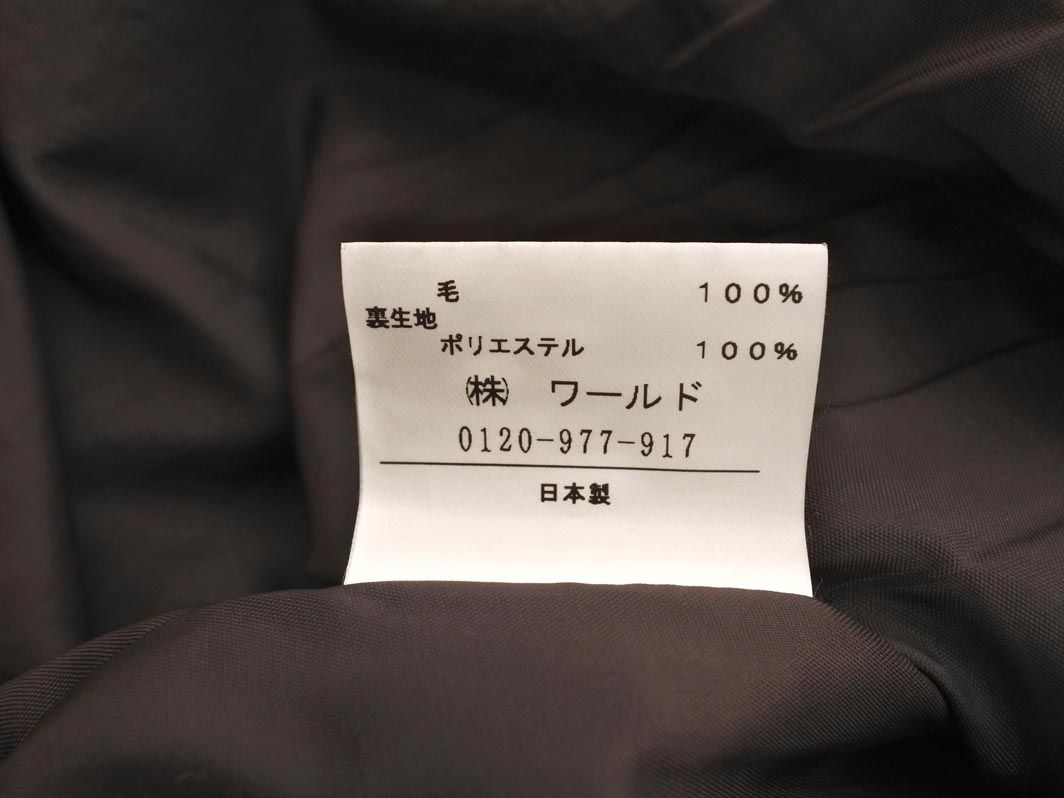 毛 100%
裏生地
ポリエステル 100%
(株) ワールド
0120-977-917
日本製